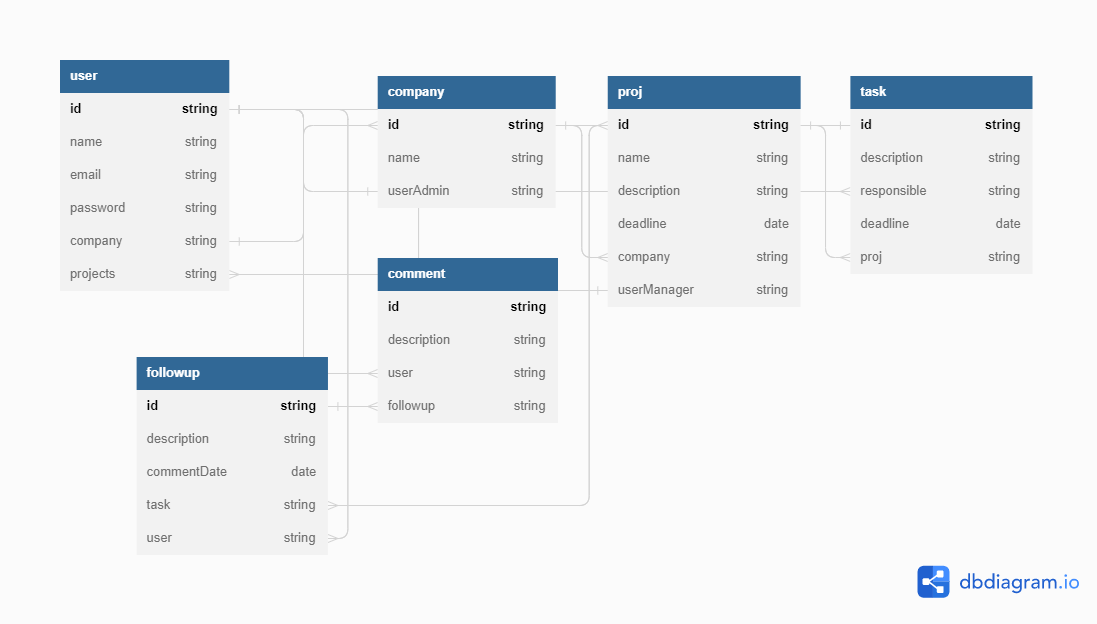 user
id string
name string
email string
password string
company string
projects string
company
id string
name string
userAdmin string
proj
id string
name string
description string
deadline date
company string
userManager string
task
id string
description string
responsible string
deadline date
proj string
comment
id string
description string
user string
followup string
followup
id string
description string
commentDate date
task string
user string
dbdiagram.io